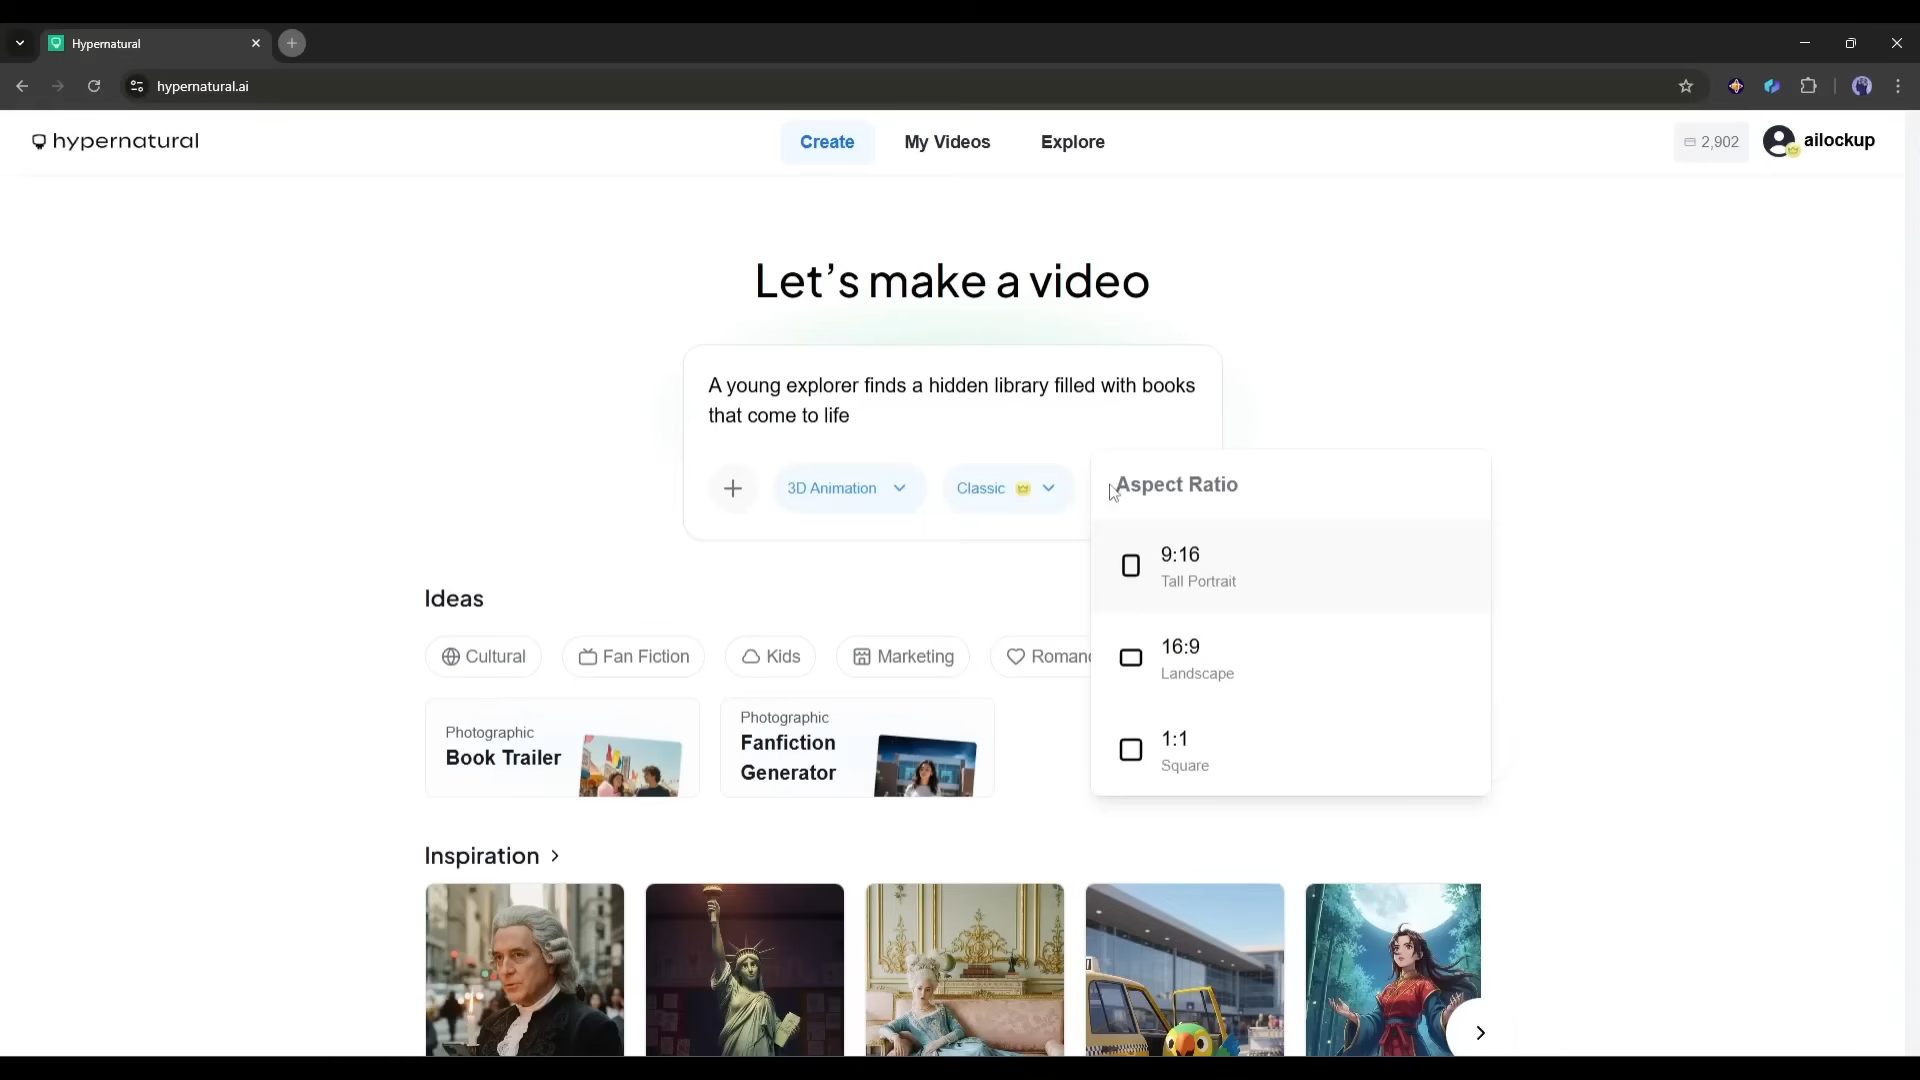 Hypernatural
hypernatural.ai
hypernatural
Create
My Videos
Explore
2,902
ailockup
Let’s make a video
A young explorer finds a hidden library filled with books
that come to life
3D Animation
Classic
Aspect Ratio
9:16
Tall Portrait
16:9
Landscape
1:1
Square
Ideas
Cultural
Fan Fiction
Kids
Marketing
Romanc
Photographic
Book Trailer
Photographic
Fanfiction
Generator
Inspiration